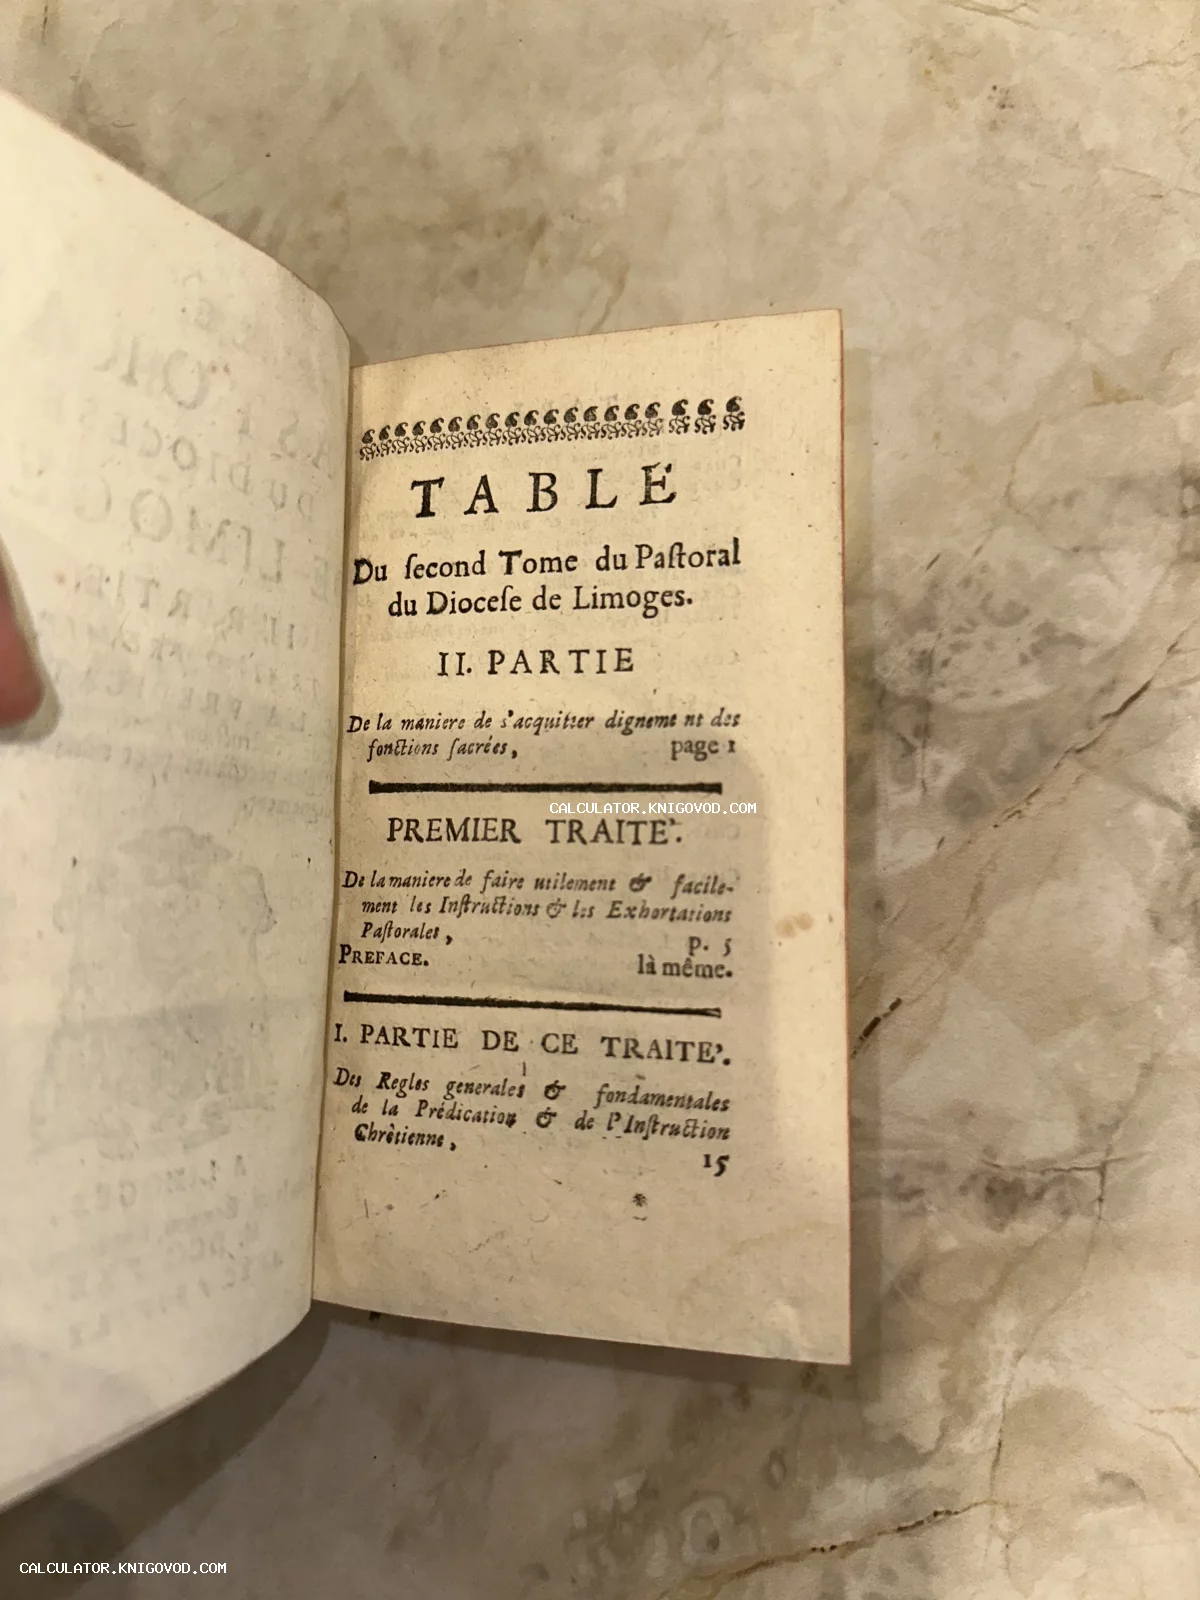 TABLE
Du ſecond Tome du Paſtoral
du Dioceſe de Limoges.
II. PARTIE
De la maniere de s'acquitter digneme nt des
fonctions ſacrées, page 1
CALCULATOR.KNIGOVOD.COM
PREMIER TRAITE'.
De la maniere de faire utilement & facile-
ment les Inſtructions & les Exhortations
Paſtorales, p. 5
PREFACE. là même.
I. PARTIE DE CE TRAITE'.
Des Regles generales & fondamentales
de la Prédication & de l'Inſtruction
Chrêtienne, 15
*
CALCULATOR.KNIGOVOD.COM